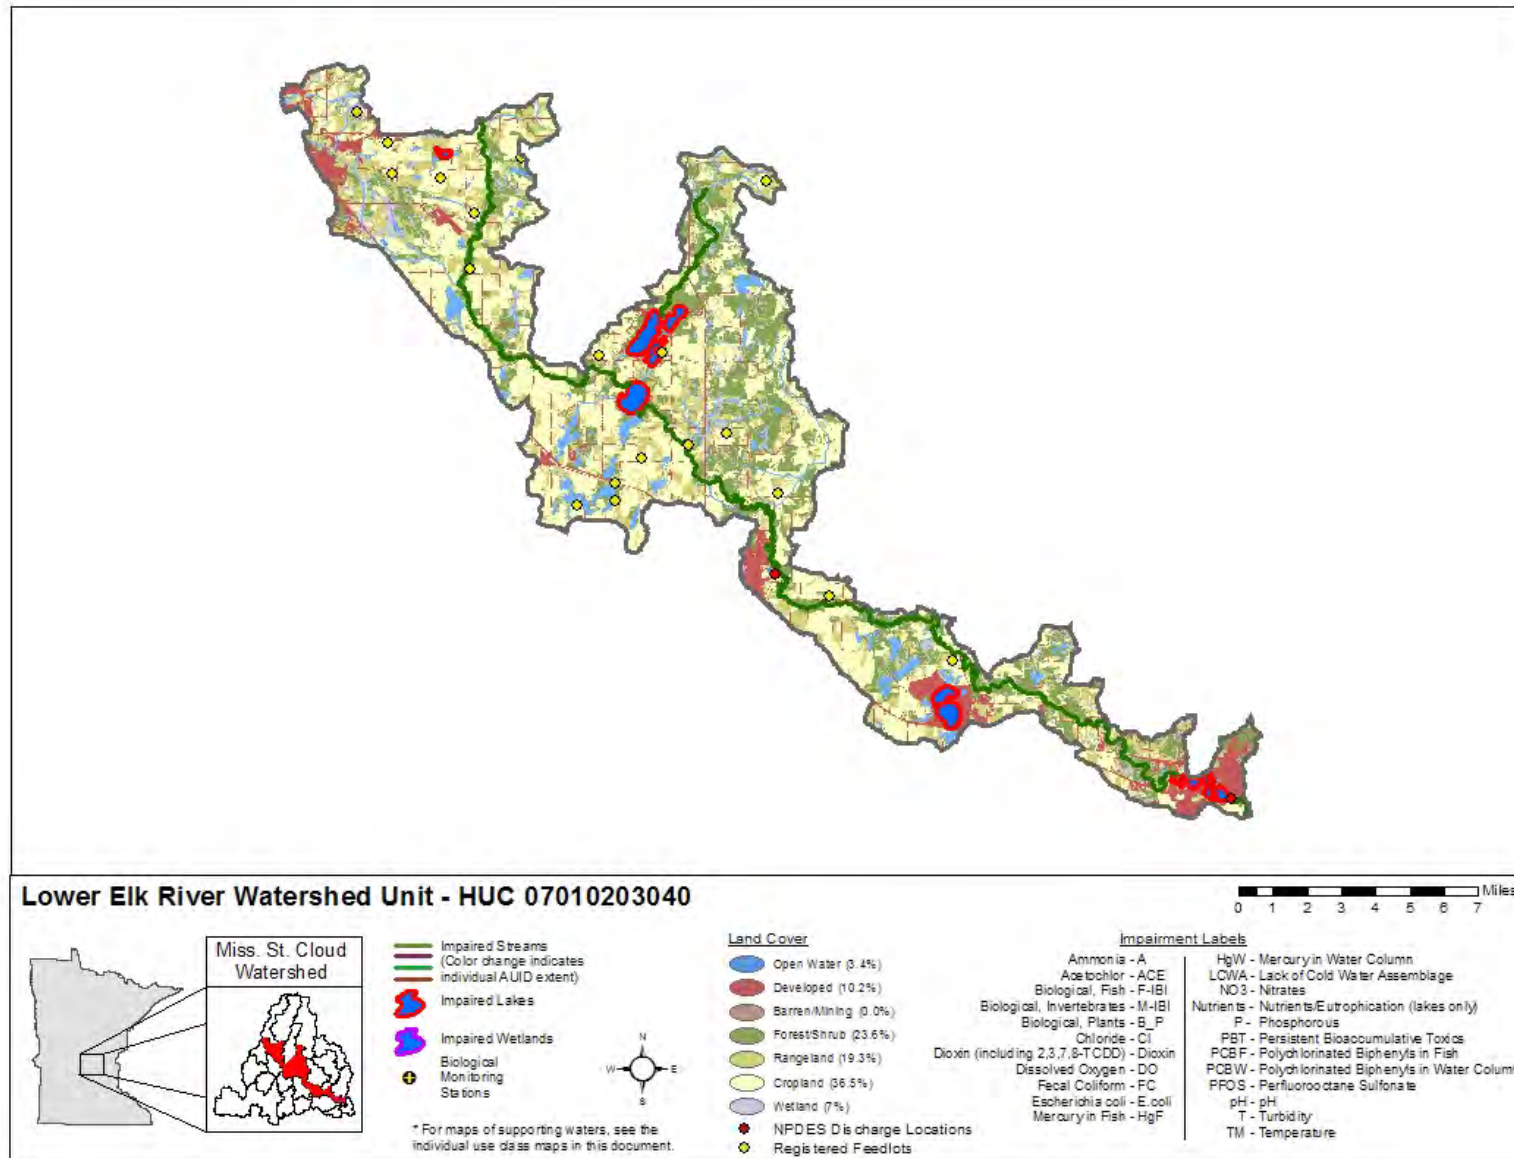 Lower Elk River Watershed Unit - HUC 07010203040
Miles
0 1 2 3 4 5 6 7
Miss. St. Cloud
Watershed
Impaired Streams
(Color change indicates
individual AUID extent)
Impaired Lakes
Impaired Wetlands
Biological
Monitoring
Stations
N
W
E
S
* For maps of supporting waters, see the
individual use class maps in this document.
Land Cover
Open Water (3.4%)
Developed (10.2%)
Barren/Mining (0.0%)
Forest/Shrub (23.6%)
Rangeland (19.3%)
Cropland (36.5%)
Wetland (7%)
NPDES Discharge Locations
Registered Feedlots
Impairment Labels
Ammonia - A
Acetochlor - ACE
Biological, Fish - F-IBI
Biological, Invertebrates - M-IBI
Biological, Plants - B_P
Chloride - Cl
Dioxin (including 2,3,7,8-TCDD) - Dioxin
Dissolved Oxygen - DO
Fecal Coliform - FC
Escherichia coli - E.coli
Mercury in Fish - HgF
HgW - Mercury in Water Column
LCWA - Lack of Cold Water Assemblage
NO3 - Nitrates
Nutrients - Nutrients/Eutrophication (lakes only)
P - Phosphorous
PBT - Persistent Bioaccumulative Toxics
PCBF - Polychlorinated Biphenyls in Fish
PCBW - Polychlorinated Biphenyls in Water Colum
PFOS - Perfluorooctane Sulfonate
pH - pH
T - Turbidity
TM - Temperature